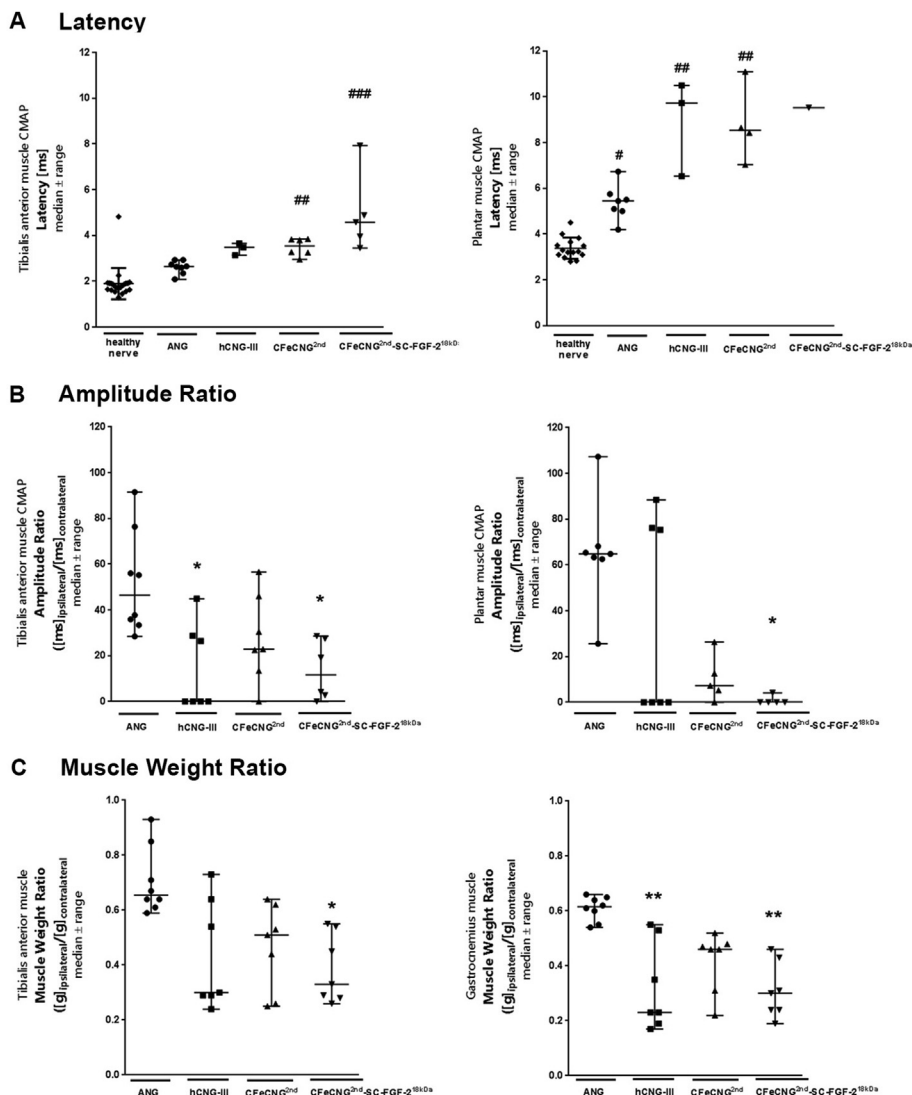 A Latency
Tibialis anterior muscle CMAP
Latency [ms]
median ± range
12
10
8
6
4
2
0
##
###
healthy nerve
ANG
hCNG-III
CFeCNG2nd
CFeCNG2nd-SC-FGF-218kD
Plantar muscle CMAP
Latency [ms]
median ± range
12
10
8
6
4
2
0
#
##
##
healthy nerve
ANG
hCNG-III
CFeCNG2nd
CFeCNG2nd-SC-FGF-218kDa
B Amplitude Ratio
Tibialis anterior muscle CMAP
Amplitude Ratio
([ms]ipsilateral/[ms]contralateral
median ± range
120
100
80
60
40
20
0
*
*
ANG
hCNG-III
CFeCNG2nd
CFeCNG2nd-SC-FGF-218kDa
Plantar muscle CMAP
Amplitude Ratio
([ms]ipsilateral/[ms]contralateral
median ± range
120
100
80
60
40
20
0
*
ANG
hCNG-III
CFeCNG2nd
CFeCNG2nd-SC-FGF-218kDa
C Muscle Weight Ratio
Tibialis anterior muscle
Muscle Weight Ratio
([g]ipsilateral/[g]contralateral
median ± range
1.0
0.8
0.6
0.4
0.2
0.0
*
ANG
hCNG-III
CFeCNG2nd
CFeCNG2nd-SC-FGF-218kDa
Gastrocnemius muscle
Muscle Weight Ratio
([g]ipsilateral/[g]contralateral
median ± range
1.0
0.8
0.6
0.4
0.2
0.0
**
**
ANG
hCNG-III
CFeCNG2nd
CFeCNG2nd-SC-FGF-218kDa